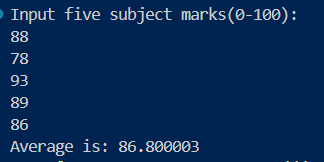 Input five subject marks(0-100):
88
78
93
89
86
Average is: 86.800003